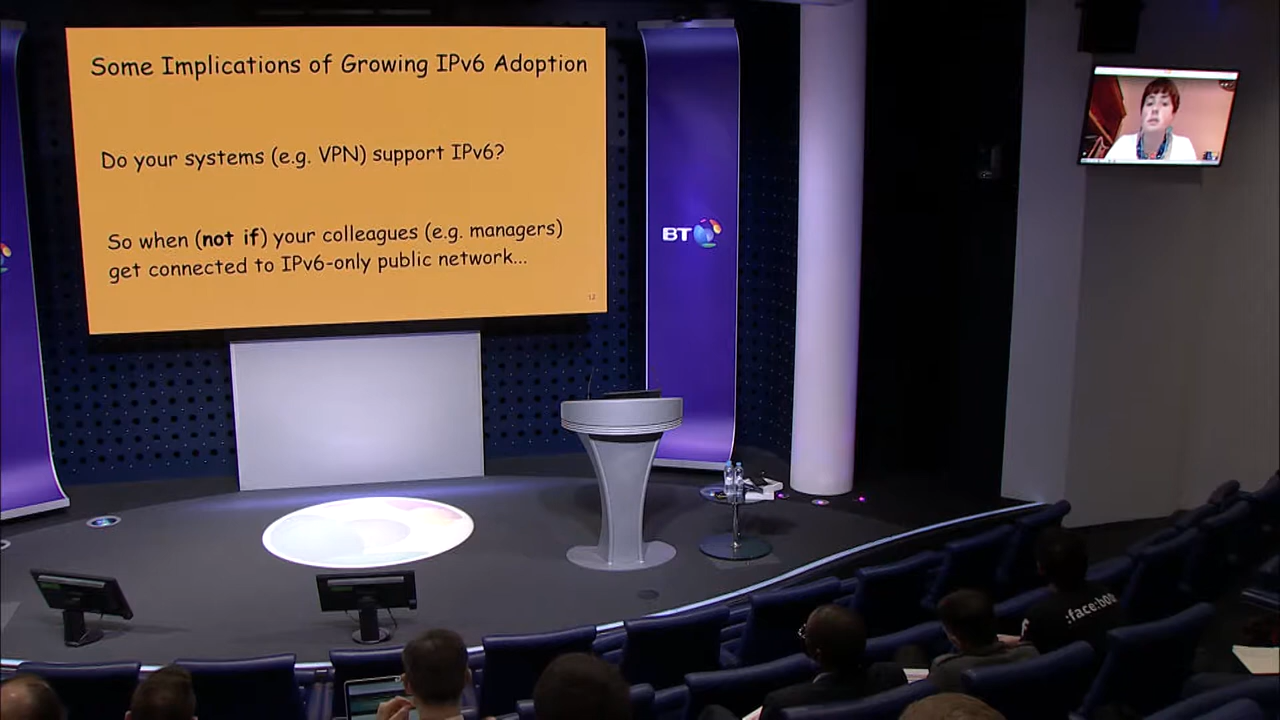 Some Implications of Growing IPv6 Adoption
Do your systems (e.g. VPN) support IPv6?
So when (not if) your colleagues (e.g. managers)
get connected to IPv6-only public network...
12
BT
:face:b00